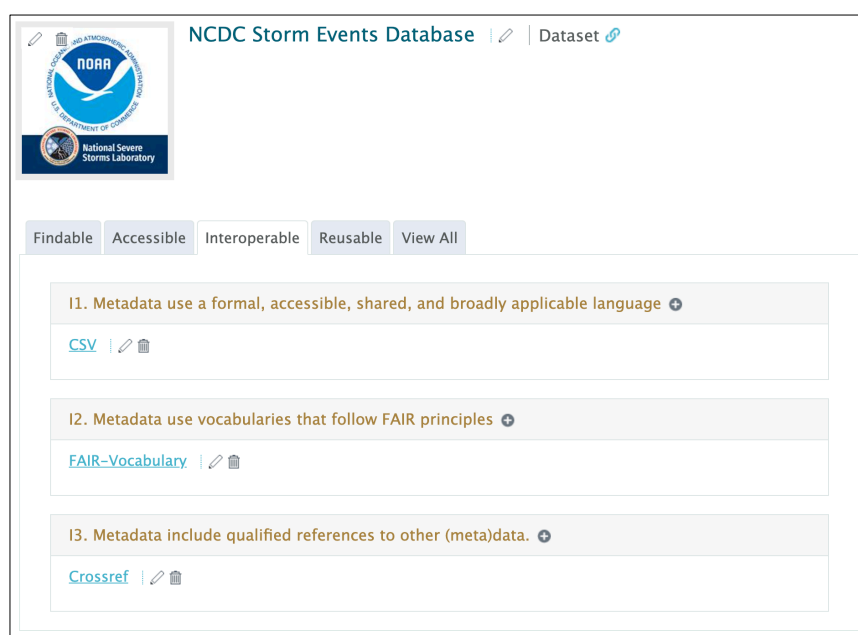 NCDC Storm Events Database
Dataset
NATIONAL OCEANIC AND ATMOSPHERIC ADMINISTRATION
NOAA
U.S. DEPARTMENT OF COMMERCE
National Severe
Storms Laboratory
Findable Accessible Interoperable Reusable View All
I1. Metadata use a formal, accessible, shared, and broadly applicable language
CSV
I2. Metadata use vocabularies that follow FAIR principles
FAIR-Vocabulary
I3. Metadata include qualified references to other (meta)data.
Crossref